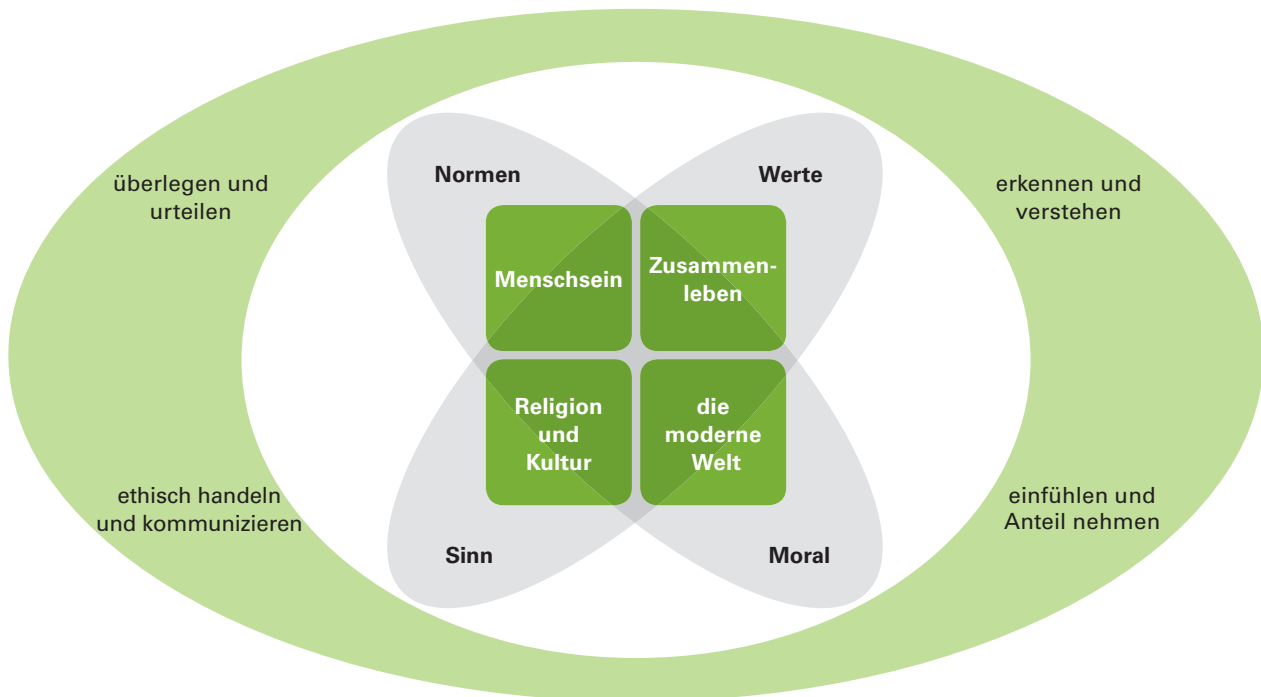 Normen
Werte
überlegen und
urteilen
erkennen und
verstehen
Menschsein
Zusammen-
leben
Religion
und
Kultur
die
moderne
Welt
ethisch handeln
und kommunizieren
einfühlen und
Anteil nehmen
Sinn
Moral